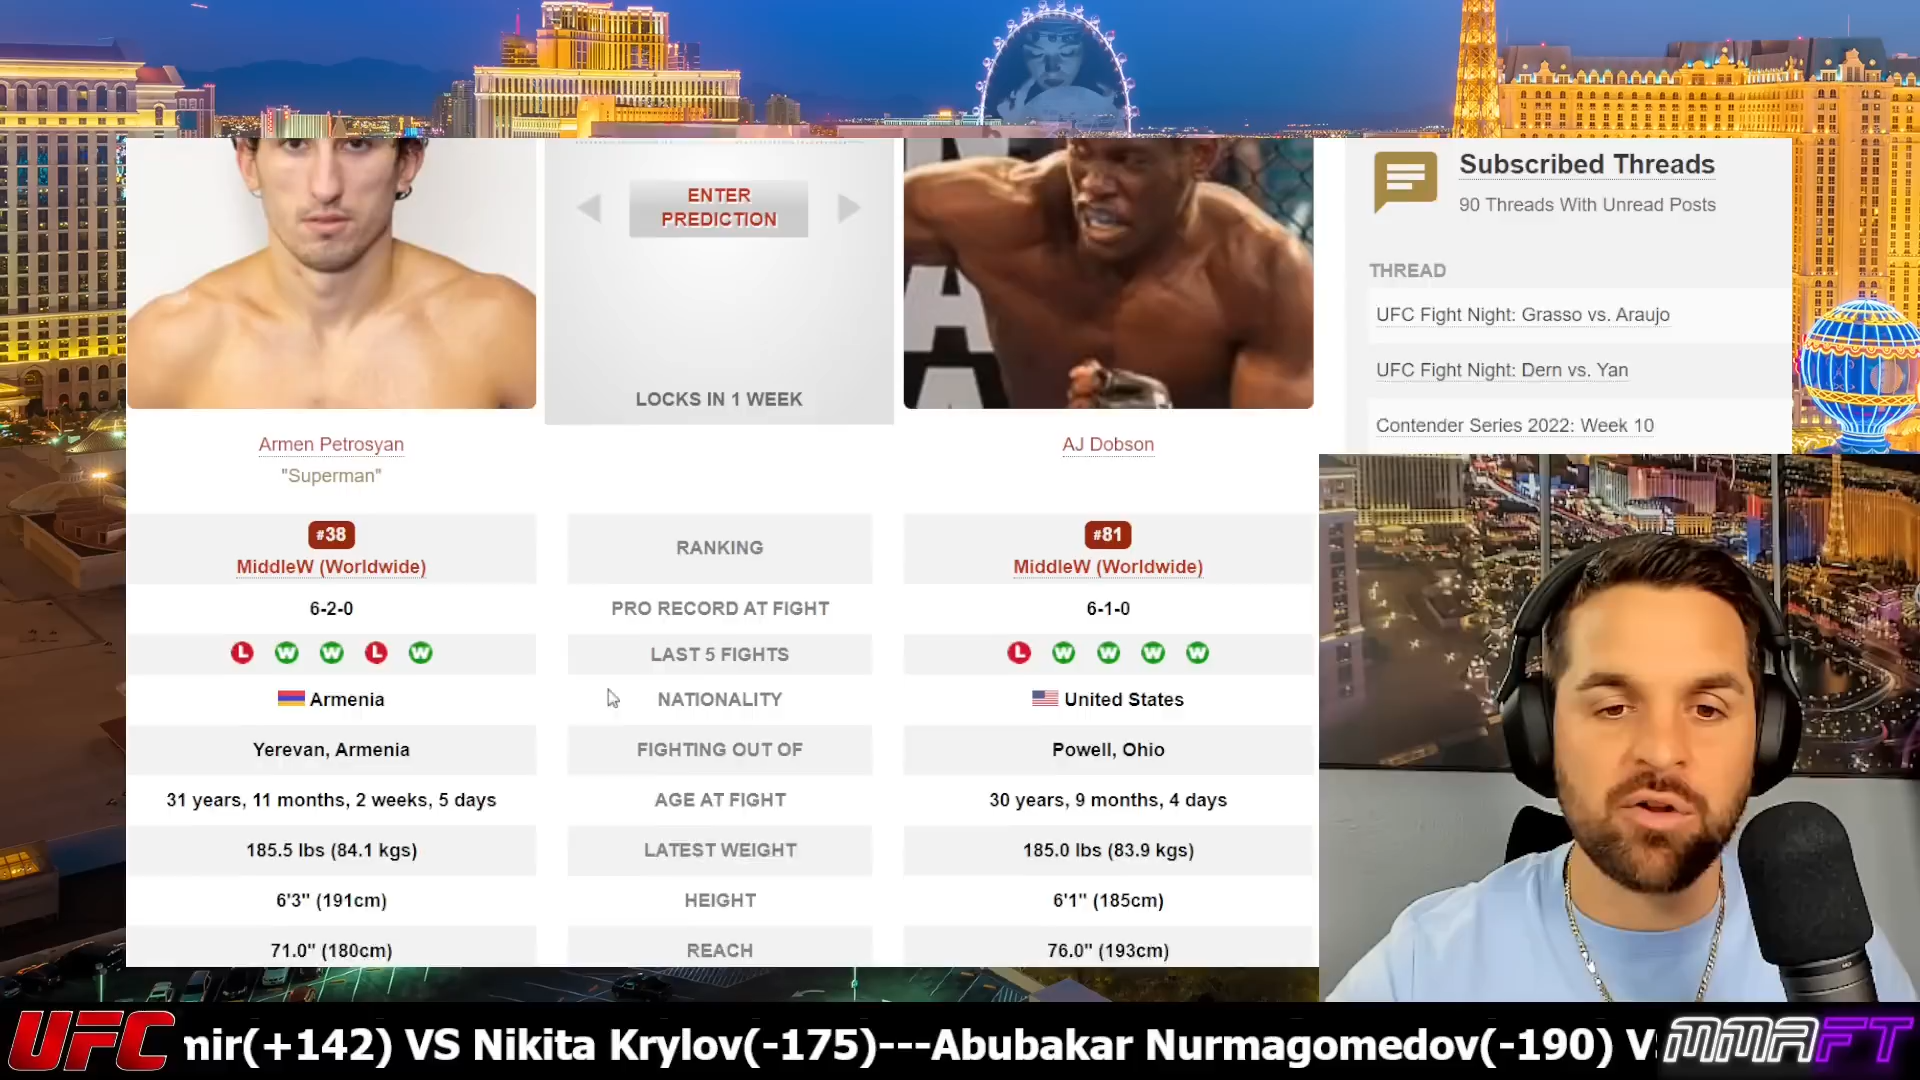 ENTER
PREDICTION
LOCKS IN 1 WEEK
Armen Petrosyan
"Superman"
AJ Dobson
#38
MiddleW (Worldwide)
RANKING
#81
MiddleW (Worldwide)
6-2-0
PRO RECORD AT FIGHT
6-1-0
L W W L W
LAST 5 FIGHTS
L W W W W
Armenia
NATIONALITY
United States
Yerevan, Armenia
FIGHTING OUT OF
Powell, Ohio
31 years, 11 months, 2 weeks, 5 days
AGE AT FIGHT
30 years, 9 months, 4 days
185.5 lbs (84.1 kgs)
LATEST WEIGHT
185.0 lbs (83.9 kgs)
6'3" (191cm)
HEIGHT
6'1" (185cm)
71.0" (180cm)
REACH
76.0" (193cm)
Subscribed Threads
90 Threads With Unread Posts
THREAD
UFC Fight Night: Grasso vs. Araujo
UFC Fight Night: Dern vs. Yan
Contender Series 2022: Week 10
UFC
mir(+142) VS Nikita Krylov(-175)---Abubakar Nurmagomedov(-190) V
MMAFT